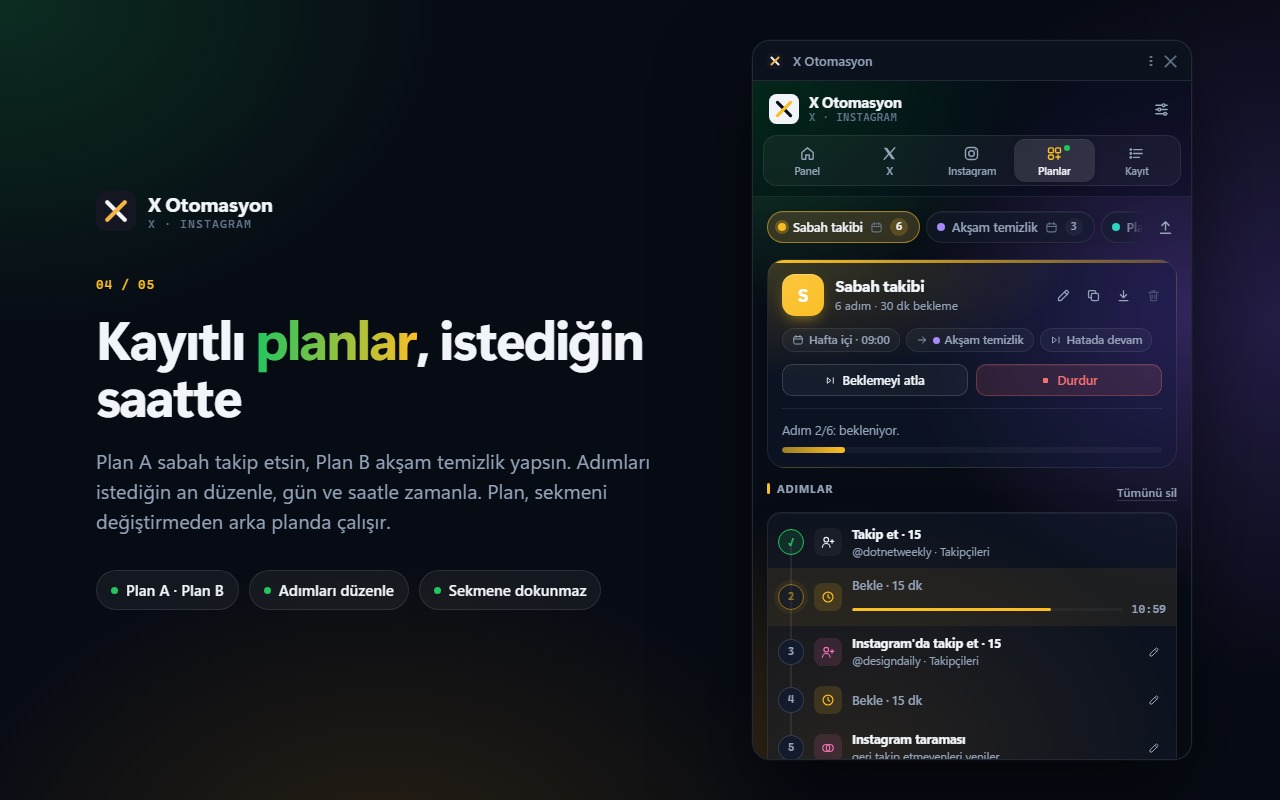 X Otomasyon
X · INSTAGRAM
04 / 05
Kayıtlı planlar, istediğin
saatte
Plan A sabah takip etsin, Plan B akşam temizlik yapsın. Adımları
istediğin an düzenle, gün ve saatle zamanla. Plan, sekmeni
değiştirmeden arka planda çalışır.
Plan A · Plan B
Adımları düzenle
Sekmene dokunmaz
X Otomasyon
X Otomasyon
X · INSTAGRAM
Panel
X
Instagram
Planlar
Kayıt
Sabah takibi 6
Akşam temizlik 3
S
Sabah takibi
6 adım · 30 dk bekleme
Hafta içi · 09:00
→ Akşam temizlik
Hatada devam
Beklemeyi atla
Durdur
Adım 2/6: bekleniyor.
ADIMLAR
Tümünü sil
Takip et · 15
@dotnetweekly · Takipçileri
2
Bekle · 15 dk
10:59
3
Instagram'da takip et · 15
@designdaily · Takipçileri
4
Bekle · 15 dk
5
Instagram taraması
geri takip etmeyenleri yeniler